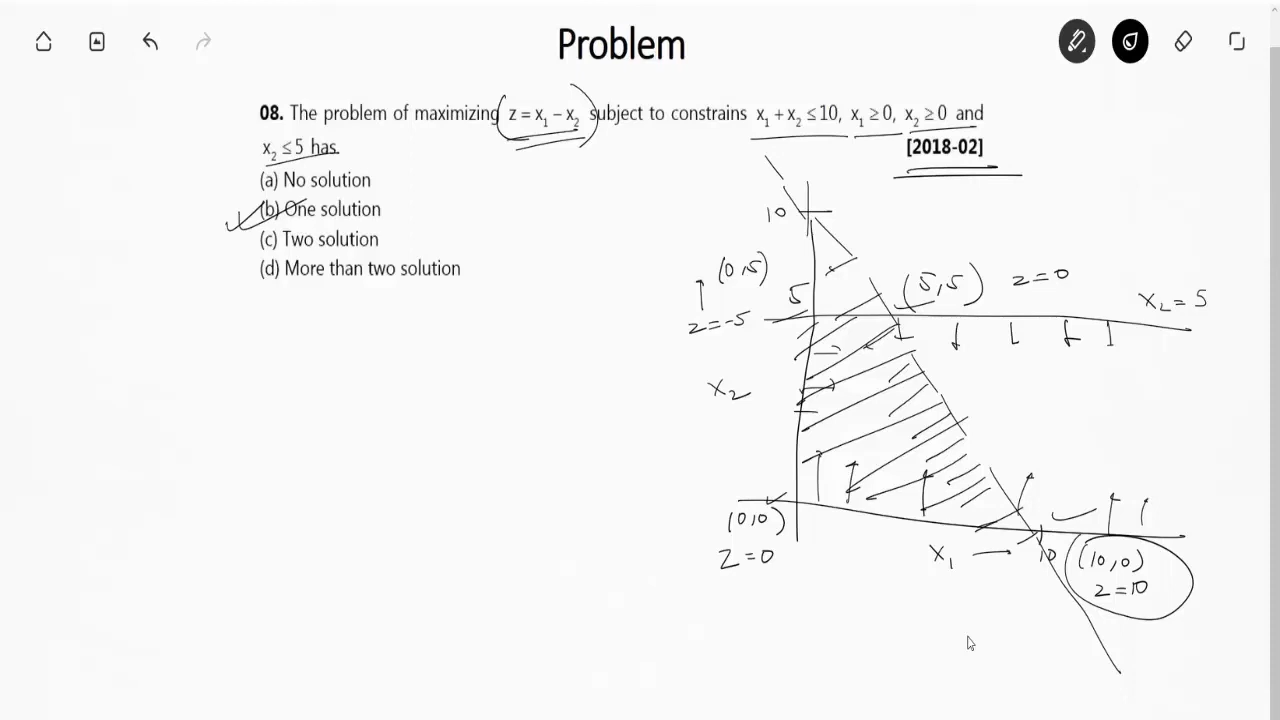 Problem
08. The problem of maximizing z = x₁ − x₂ subject to constrains x₁ + x₂ ≤ 10, x₁ ≥ 0, x₂ ≥ 0 and
x₂ ≤ 5 has
[2018-02]
(a) No solution
(b) One solution
(c) Two solution
(d) More than two solution
10
(0,5)
5
(5,5)
z=0
x₂ = 5
z=-5
x₂
(0,0)
z=0
x₁
10
(10,0)
z=10